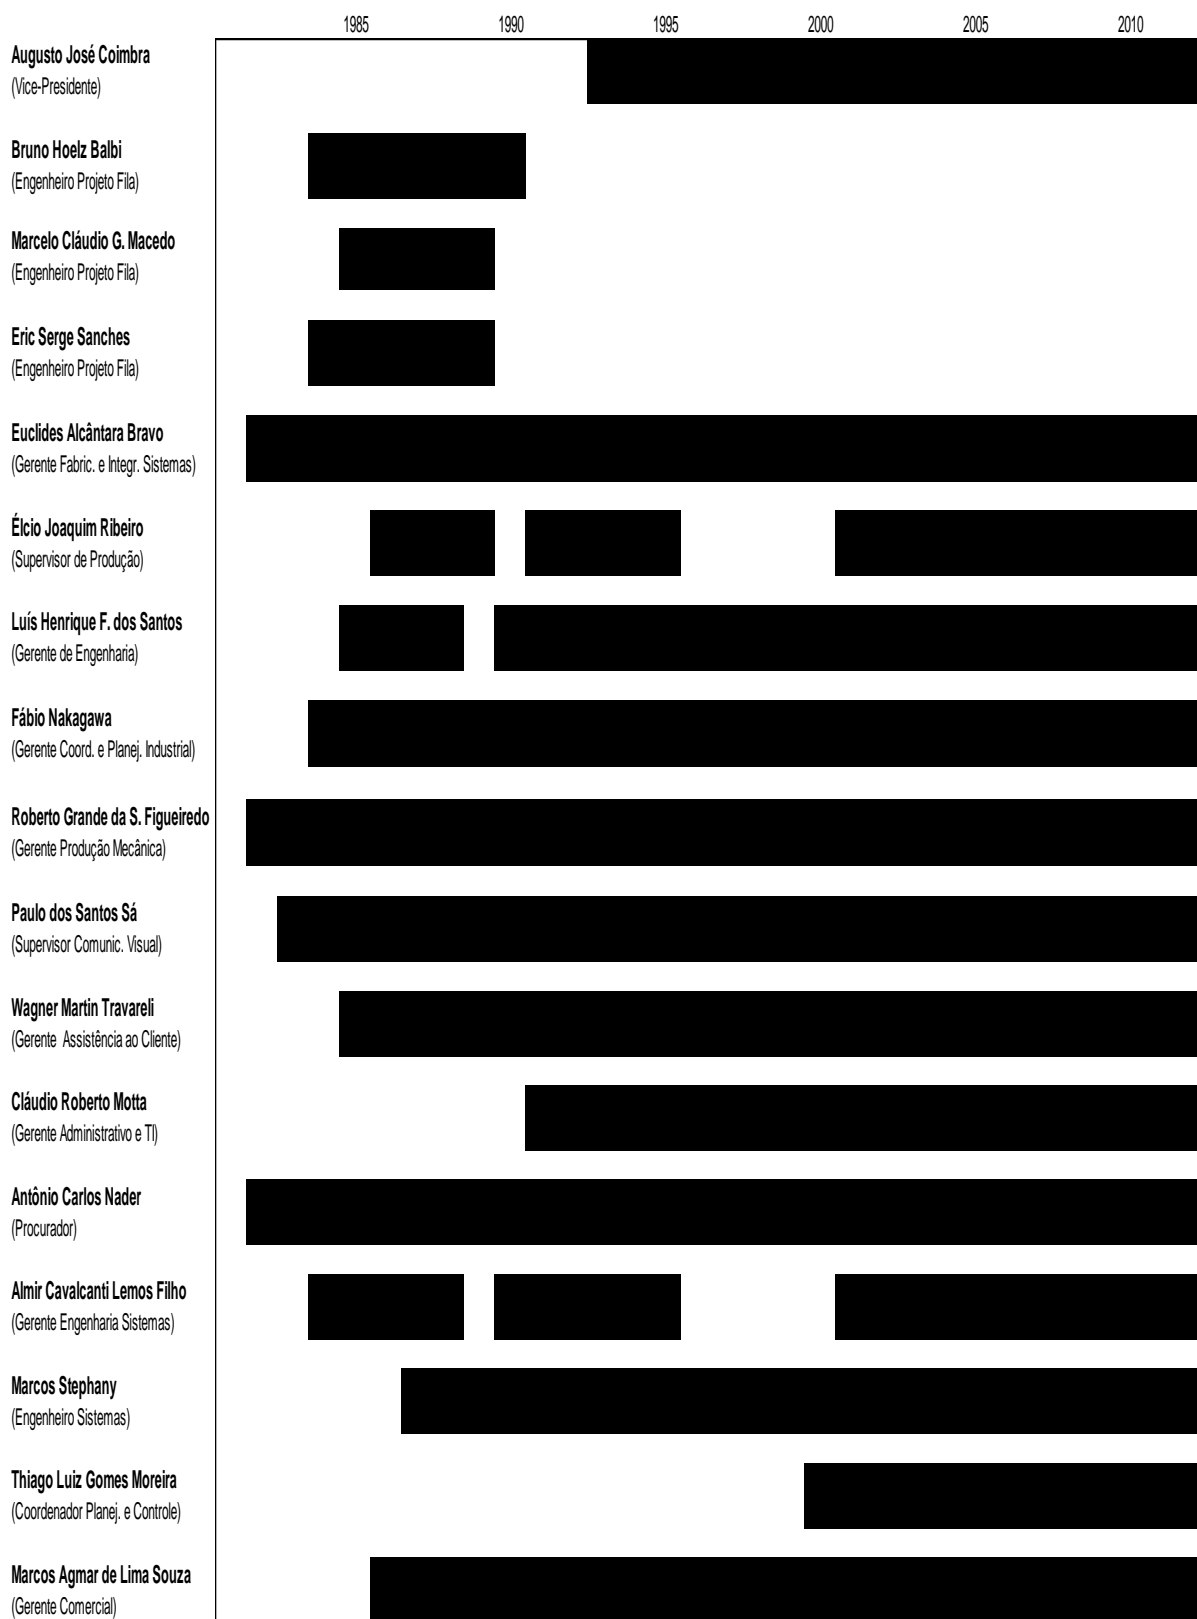 1985 1990 1995 2000 2005 2010
Augusto José Coimbra
(Vice-Presidente)
Bruno Hoelz Balbi
(Engenheiro Projeto Fila)
Marcelo Cláudio G. Macedo
(Engenheiro Projeto Fila)
Eric Serge Sanches
(Engenheiro Projeto Fila)
Euclides Alcântara Bravo
(Gerente Fabric. e Integr. Sistemas)
Élcio Joaquim Ribeiro
(Supervisor de Produção)
Luís Henrique F. dos Santos
(Gerente de Engenharia)
Fábio Nakagawa
(Gerente Coord. e Planej. Industrial)
Roberto Grande da S. Figueiredo
(Gerente Produção Mecânica)
Paulo dos Santos Sá
(Supervisor Comunic. Visual)
Wagner Martin Travareli
(Gerente Assistência ao Cliente)
Cláudio Roberto Motta
(Gerente Administrativo e TI)
Antônio Carlos Nader
(Procurador)
Almir Cavalcanti Lemos Filho
(Gerente Engenharia Sistemas)
Marcos Stephany
(Engenheiro Sistemas)
Thiago Luiz Gomes Moreira
(Coordenador Planej. e Controle)
Marcos Agmar de Lima Souza
(Gerente Comercial)